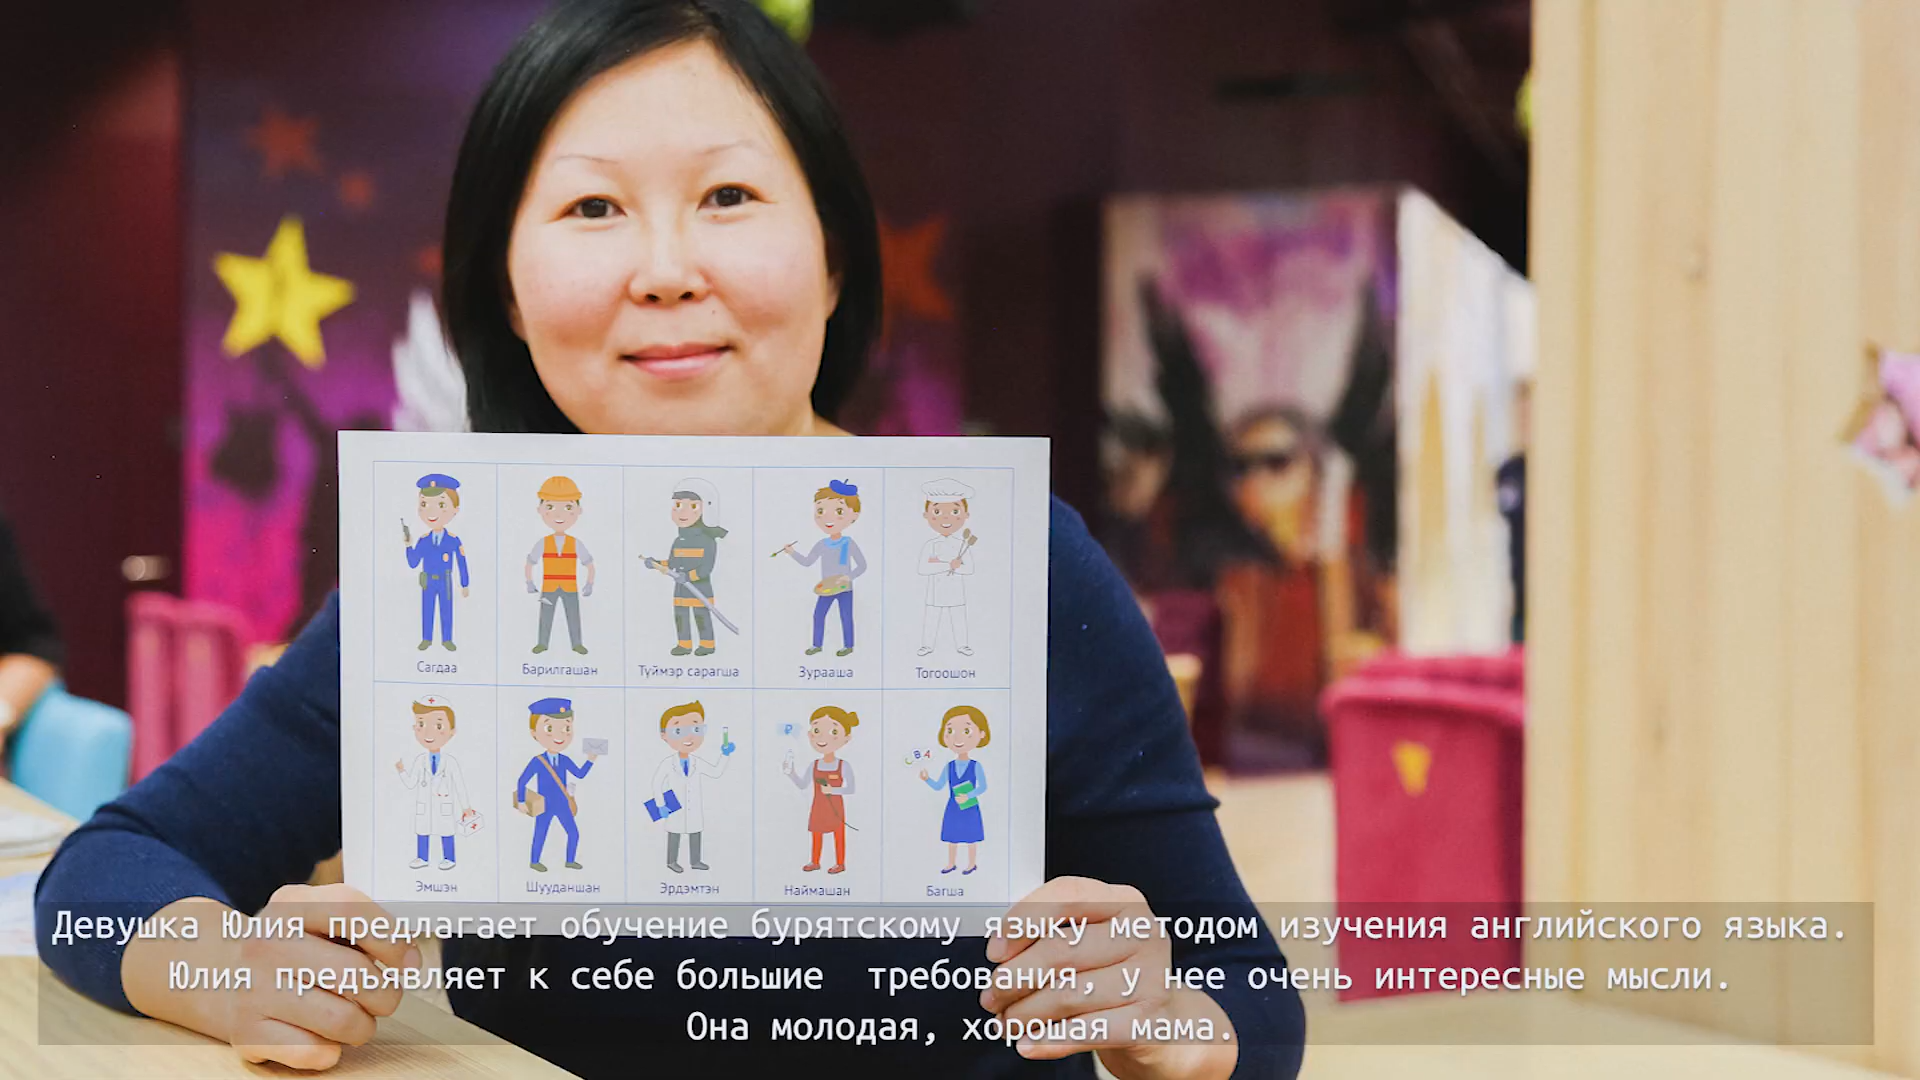 Сагдаа
Барилгашан
Түймэр сарагша
Зурааша
Тогоошон
Эмшэн
Шууданшан
Эрдэмтэн
Наймашан
Багша
Девушка Юлия предлагает обучение бурятскому языку методом изучения английского языка.
Юлия предъявляет к себе большие требования, у нее очень интересные мысли.
Она молодая, хорошая мама.